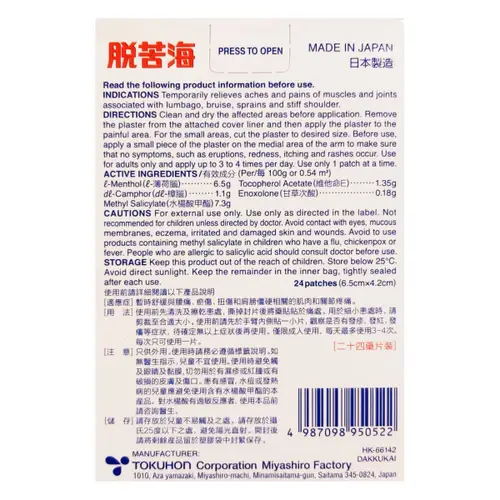 脫苦海
PRESS TO OPEN
MADE IN JAPAN
日本製造
Read the following product information before use.
INDICATIONS Temporarily relieves aches and pains of muscles and joints
associated with lumbago, bruise, sprains and stiff shoulder.
DIRECTIONS Clean and dry the affected areas before application. Remove
the plaster from the attached cover liner and then apply the plaster to the
painful area. For the small areas, cut the plaster to desired size. Before use,
apply a small piece of the plaster on the medial area of the arm to make sure
that no symptoms, such as eruptions, redness, itching and rashes occur. Use
for adults only and apply up to 3 to 4 times per day. Use only 1 patch at a time.
ACTIVE INGREDIENTS/有效成分 (Per/每 100g or 0.54 m²)
ℓ-Menthol (ℓ-薄荷腦)··········6.5g Tocopherol Acetate (維他命E)··········1.35g
dℓ-Camphor (dℓ-樟腦)··········1.1g Enoxolone (甘草次酸)··········0.18g
Methyl Salicylate (水楊酸甲酯) 7.3g
CAUTIONS For external use only. Use only as directed in the label. Not
recommended for children unless directed by doctor. Avoid contact with eyes, mucous
membranes, eczema, irritated and damaged skin and wounds. Avoid to use
products containing methyl salicylate in children who have a flu, chickenpox or
fever. People who are allergic to salicylic acid should consult doctor before use.
STORAGE Keep this product out of the reach of children. Store below 25°C.
Avoid direct sunlight. Keep the remainder in the inner bag, tightly sealed
after each use.
24 patches (6.5cm×4.2cm)
使用前請詳細閱讀以下說明
[適應症] 暫時舒緩與腰痛、瘀傷、扭傷和肩膀僵硬相關的肌肉和關節疼痛。
[用 法] 使用前先清洗及擦乾患處,撕掉封片後將藥貼貼於痛處。用於細小患處時,請
剪裁至合適大小。使用前請先於手臂內側貼一小片,觀察是否有發疹、發紅、發
癢等症狀,待確定無以上症狀後再使用。僅限成人使用,每天最多使用3-4次。
每次只可使用一片。
[二十四藥片裝]
[注 意] 只供外用。使用時請務必遵循標籤說明。如
無醫生指示,兒童不宜使用。使用時避免觸
及眼睛及黏膜,切勿用於有濕疹或紅腫或有
破損的皮膚及傷口。患有感冒、水痘或發熱
病的兒童應避免使用含有水楊酸甲酯的本
產品。對水楊酸有過敏反應者,使用本品前
請咨詢醫生。
[儲 存] 請存放於兒童不易觸及之處。請存放於攝
氏25度以下之處,避免陽光直射。開封後
請將剩餘產品留於塑膠袋中封緊保存。
4 987098 950522
MANUFACTURER:
HK-66142
DAKKUKAI
TOKUHON Corporation Miyashiro Factory
1010, Aza yamazaki, Miyashiro-machi, Minamisaitama-gun, Saitama 345-0824, Japan